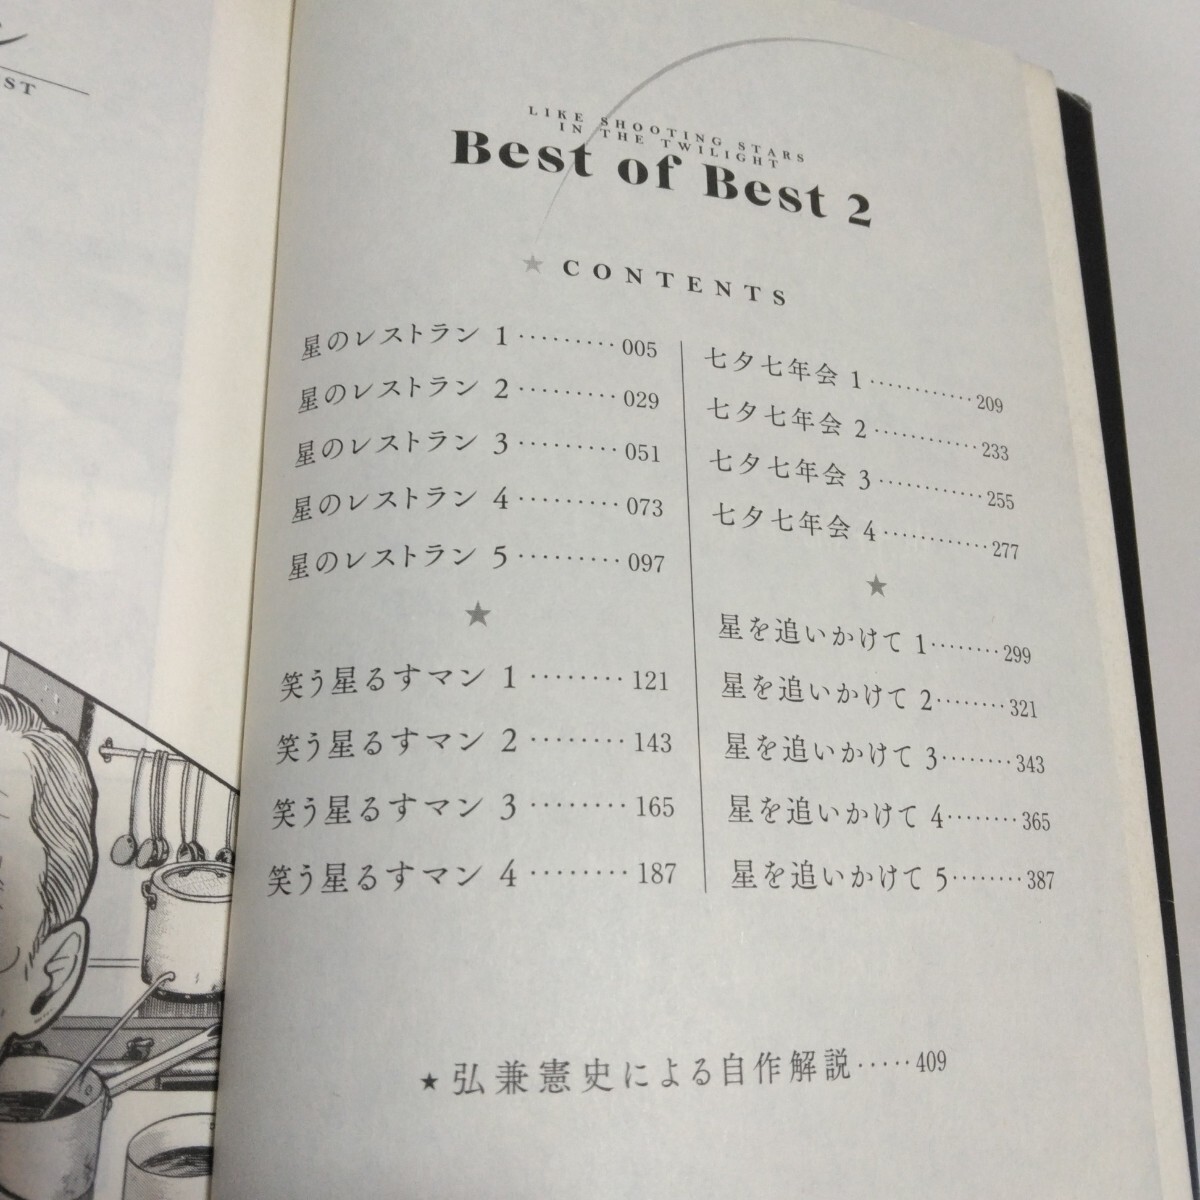 ST
LIKE SHOOTING STARS
IN THE TWILIGHT
Best of Best 2
★ CONTENTS
星のレストラン 1 ⋯⋯⋯ 005
星のレストラン 2 ⋯⋯⋯ 029
星のレストラン 3 ⋯⋯⋯ 051
星のレストラン 4 ⋯⋯⋯ 073
星のレストラン 5 ⋯⋯⋯ 097
★
笑う星るすマン 1 ⋯⋯⋯ 121
笑う星るすマン 2 ⋯⋯⋯ 143
笑う星るすマン 3 ⋯⋯⋯ 165
笑う星るすマン 4 ⋯⋯⋯ 187
七夕七年会 1 ⋯⋯⋯⋯ 209
七夕七年会 2 ⋯⋯⋯⋯ 233
七夕七年会 3 ⋯⋯⋯⋯ 255
七夕七年会 4 ⋯⋯⋯⋯ 277
★
星を追いかけて 1 ⋯⋯⋯ 299
星を追いかけて 2 ⋯⋯⋯ 321
星を追いかけて 3 ⋯⋯⋯ 343
星を追いかけて 4 ⋯⋯⋯ 365
星を追いかけて 5 ⋯⋯⋯ 387
★ 弘兼憲史による自作解説 ⋯⋯ 409